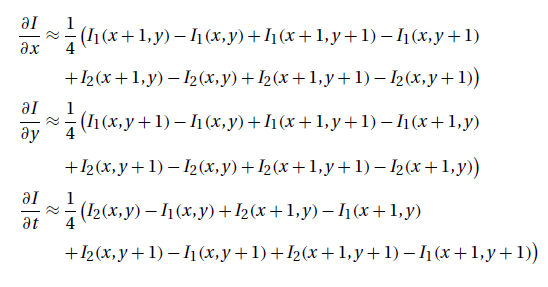 ∂I/∂x ≈ 1/4 (I₁(x+1,y) − I₁(x,y) + I₁(x+1,y+1) − I₁(x,y+1)
+ I₂(x+1,y) − I₂(x,y) + I₂(x+1,y+1) − I₂(x,y+1))
∂I/∂y ≈ 1/4 (I₁(x,y+1) − I₁(x,y) + I₁(x+1,y+1) − I₁(x+1,y)
+ I₂(x,y+1) − I₂(x,y) + I₂(x+1,y+1) − I₂(x+1,y))
∂I/∂t ≈ 1/4 (I₂(x,y) − I₁(x,y) + I₂(x+1,y) − I₁(x+1,y)
+ I₂(x,y+1) − I₁(x,y+1) + I₂(x+1,y+1) − I₁(x+1,y+1))